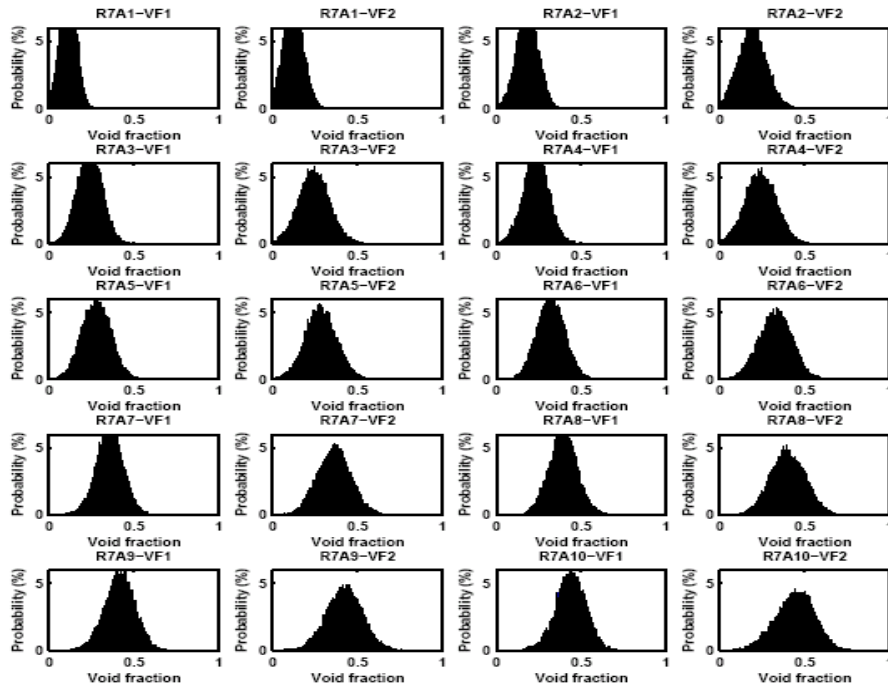 R7A1−VF1 R7A1−VF2 R7A2−VF1 R7A2−VF2
Probability (%) 5 0 Probability (%) 5 0 Probability (%) 5 0 Probability (%) 5 0
0 0.5 1 0 0.5 1 0 0.5 1 0 0.5 1
Void fraction Void fraction Void fraction Void fraction
R7A3−VF1 R7A3−VF2 R7A4−VF1 R7A4−VF2
Probability (%) 5 0 Probability (%) 5 0 Probability (%) 5 0 Probability (%) 5 0
0 0.5 1 0 0.5 1 0 0.5 1 0 0.5 1
Void fraction Void fraction Void fraction Void fraction
R7A5−VF1 R7A5−VF2 R7A6−VF1 R7A6−VF2
Probability (%) 5 0 Probability (%) 5 0 Probability (%) 5 0 Probability (%) 5 0
0 0.5 1 0 0.5 1 0 0.5 1 0 0.5 1
Void fraction Void fraction Void fraction Void fraction
R7A7−VF1 R7A7−VF2 R7A8−VF1 R7A8−VF2
Probability (%) 5 0 Probability (%) 5 0 Probability (%) 5 0 Probability (%) 5 0
0 0.5 1 0 0.5 1 0 0.5 1 0 0.5 1
Void fraction Void fraction Void fraction Void fraction
R7A9−VF1 R7A9−VF2 R7A10−VF1 R7A10−VF2
Probability (%) 5 0 Probability (%) 5 0 Probability (%) 5 0 Probability (%) 5 0
0 0.5 1 0 0.5 1 0 0.5 1 0 0.5 1
Void fraction Void fraction Void fraction Void fraction